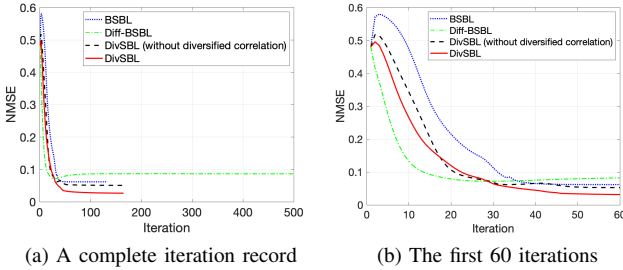 BSBL
Diff-BSBL
DivSBL (without diversified correlation)
DivSBL
NMSE
0.6
0.5
0.4
0.3
0.2
0.1
0
0 100 200 300 400 500
Iteration
(a) A complete iteration record
BSBL
Diff-BSBL
DivSBL (without diversified correlation)
DivSBL
NMSE
0.6
0.5
0.4
0.3
0.2
0.1
0
0 10 20 30 40 50 60
Iteration
(b) The first 60 iterations